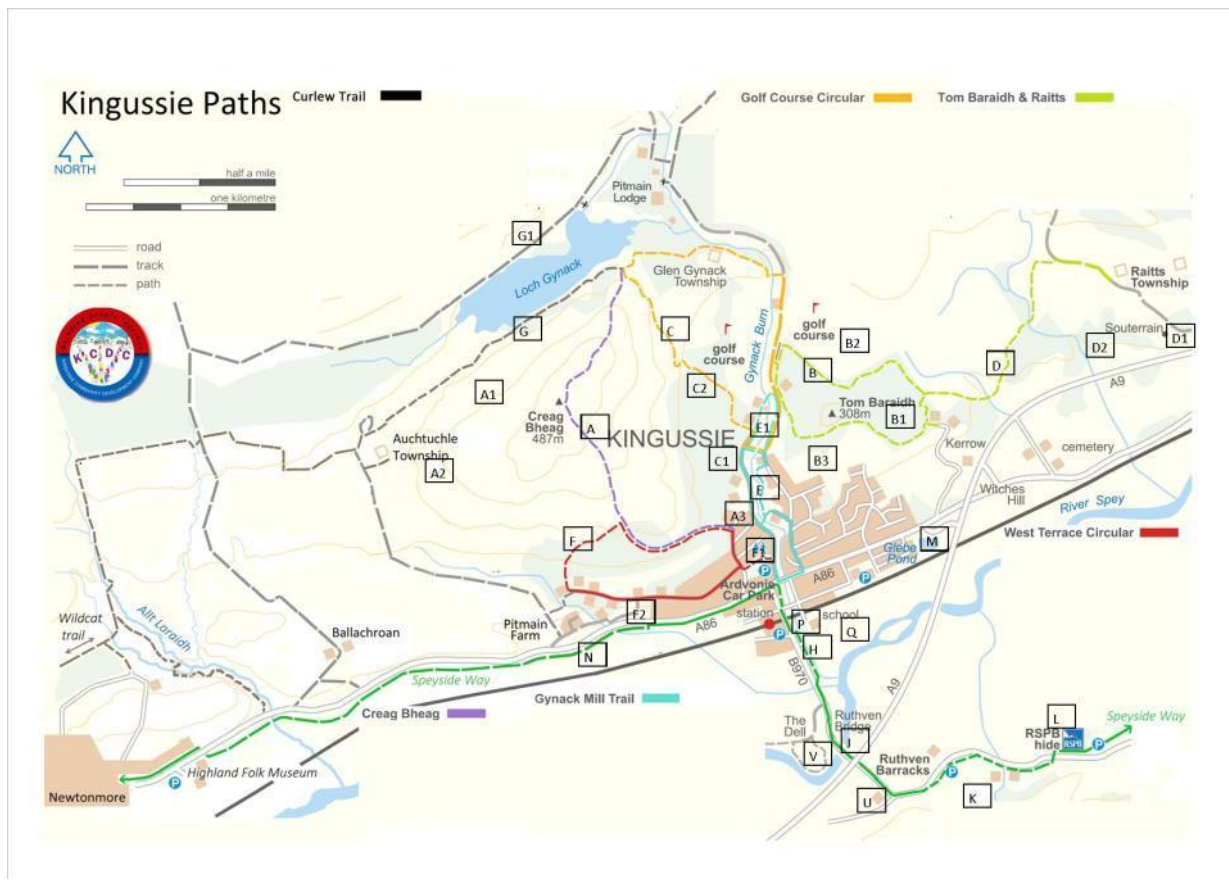 Kingussie Paths
Curlew Trail
Golf Course Circular
Tom Baraidh & Raitts
NORTH
half a mile
one kilometre
road
track
path
KCDC
Pitmain
Lodge
G1
Loch Gynack
Glen Gynack
Township
Raitts
Township
G
C
golf
course
Gynack Burn
golf
course
B2
Souterrain
D1
D2
A1
C2
B
D
A9
Creag
Bheag
487m
A
KINGUSSIE
E1
Tom Baraidh
308m
B1
Auchtuchle
Township
A2
C1
B3
Kerrow
cemetery
E
Witches
Hill
River Spey
A3
West Terrace Circular
F
Glebe
Pond
M
P
A86
Ardvonie
Car Park
P
Wildcat
trail
Allt Laraidh
Ballachroan
Pitmain
Farm
F2
A86
station
P
school
Q
N
P
H
Speyside Way
B970
A9
Gynack Mill Trail
Creag Bheag
The
Dell
Ruthven
Bridge
J
V
L
RSPB
hide
RSPB
Speyside Way
P
Highland Folk Museum
P
Newtonmore
Ruthven
Barracks
P
U
K